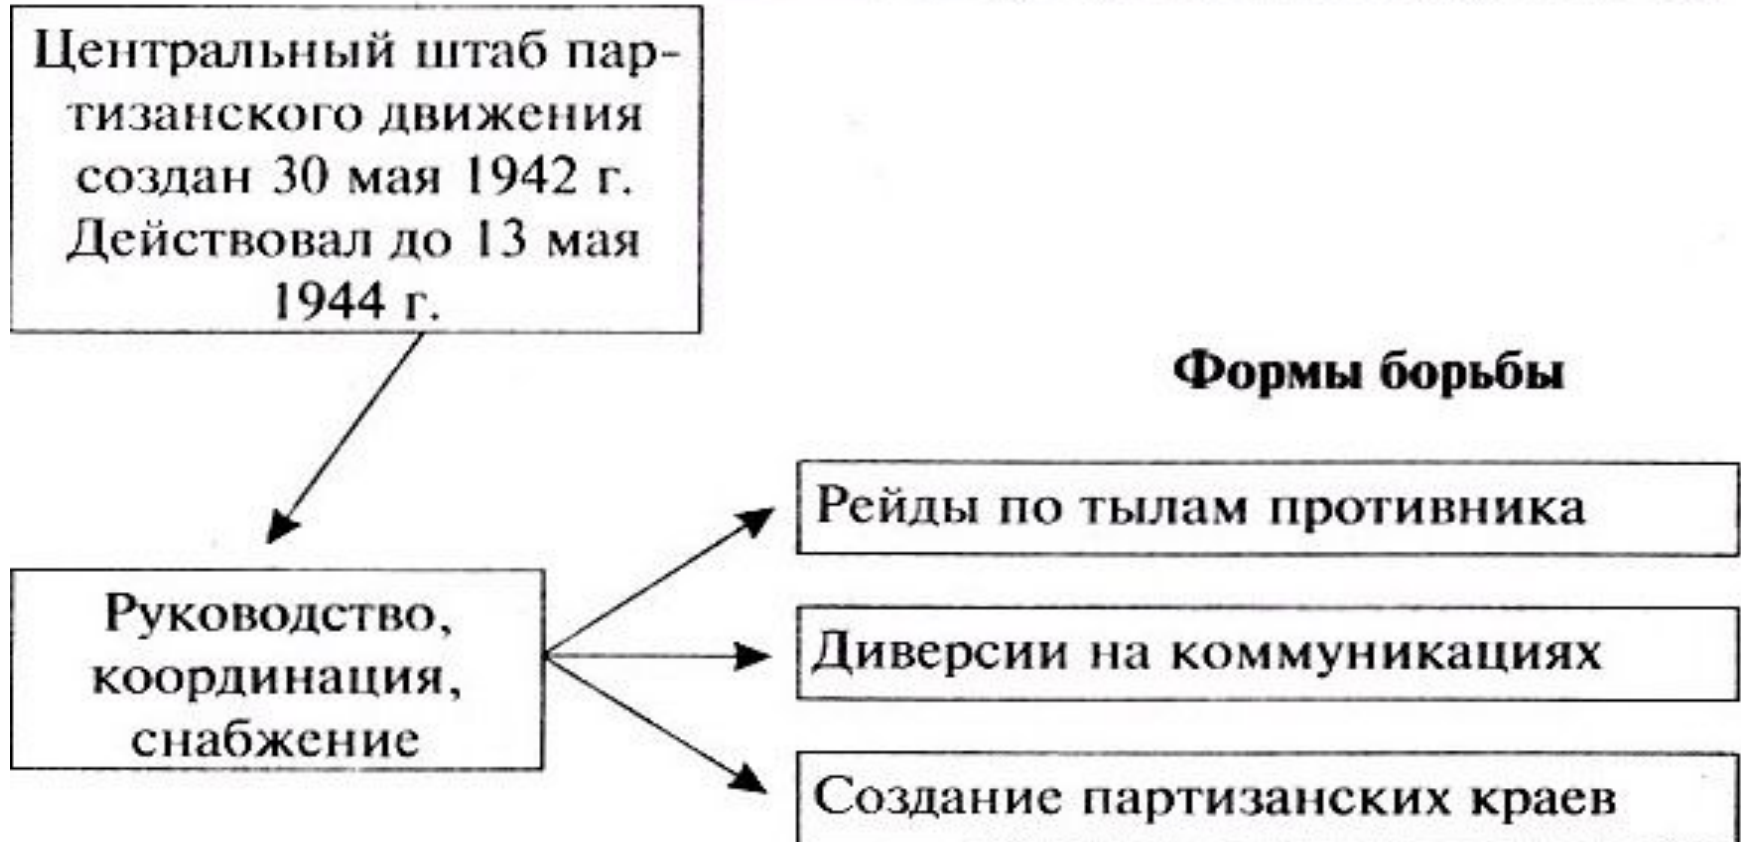 Центральный штаб пар-
тизанского движения
создан 30 мая 1942 г.
Действовал до 13 мая
1944 г.
Формы борьбы
Руководство,
координация,
снабжение
Рейды по тылам противника
Диверсии на коммуникациях
Создание партизанских краев